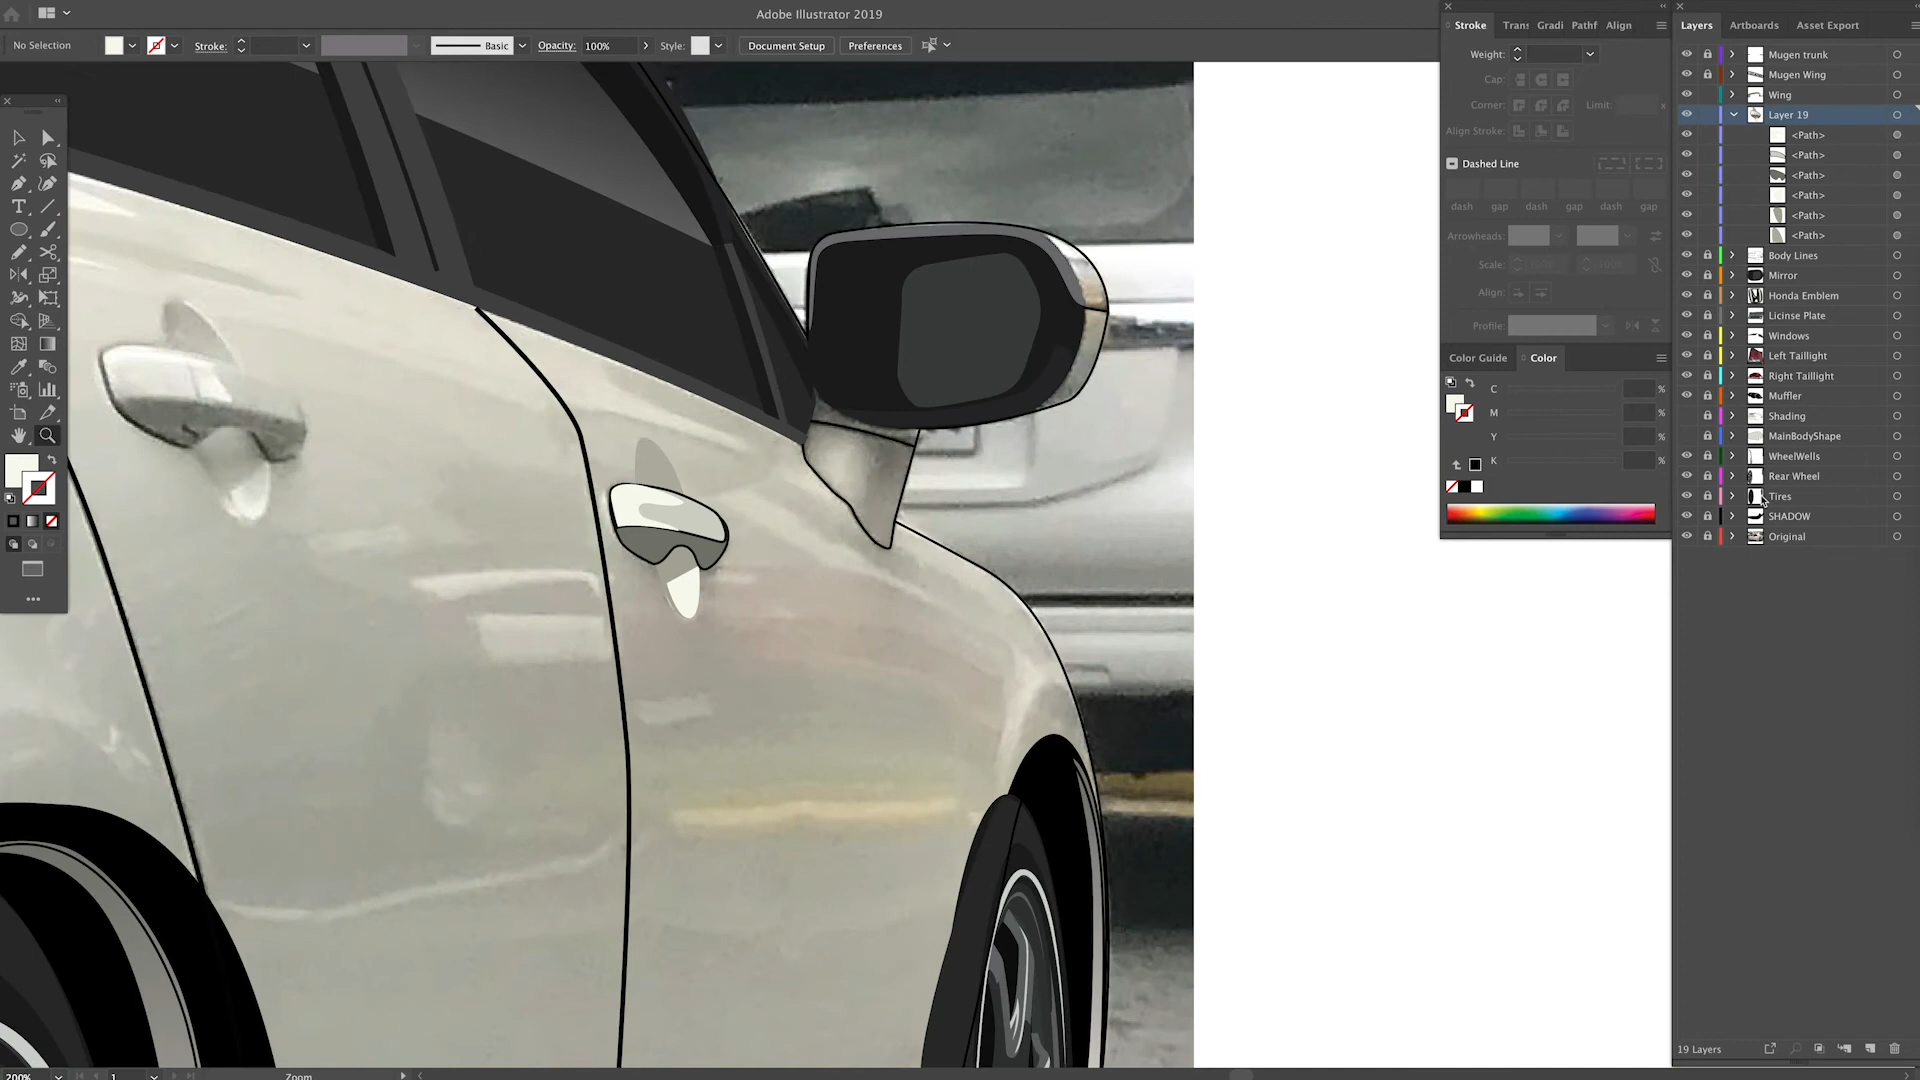 Adobe Illustrator 2019
No Selection
Stroke:
Basic
Opacity: 100%
Style:
Document Setup
Preferences
Stroke
Trans
Gradi
Pathf
Align
Weight:
Cap:
Corner:
Limit:
x
Align Stroke:
Dashed Line
dash gap dash gap dash gap
Arrowheads:
Scale:
Align:
Profile:
Color Guide
Color
C %
M %
Y %
K %
Layers
Artboards
Asset Export
Mugen trunk
Mugen Wing
Wing
Layer 19
<Path>
<Path>
<Path>
<Path>
<Path>
<Path>
Body Lines
Mirror
Honda Emblem
Licinse Plate
Windows
Left Taillight
Right Taillight
Muffler
Shading
MainBodyShape
WheelWells
Rear Wheel
Tires
SHADOW
Original
19 Layers
200%
1
Zoom